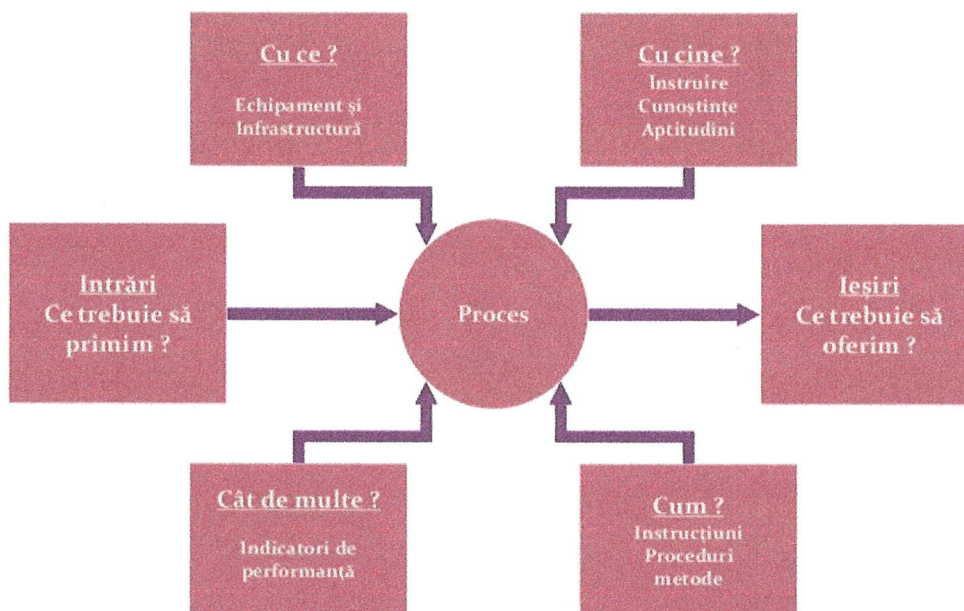 Cu ce ?
Echipament și
Infrastructură
Cu cine ?
Instruire
Cunoștințe
Aptitudini
Intrări
Ce trebuie să
primim ?
Proces
Ieșiri
Ce trebuie să
oferim ?
Cât de multe ?
Indicatori de
performanță
Cum ?
Instrucțiuni
Proceduri
metode